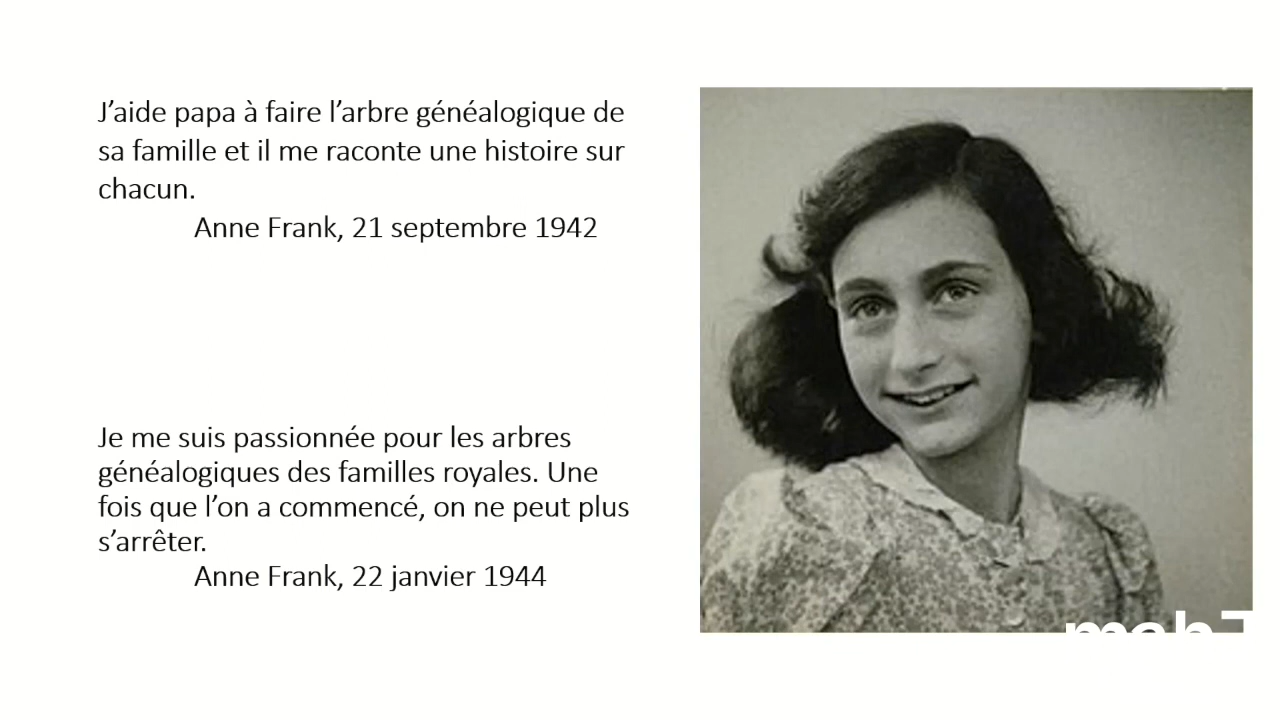 J’aide papa à faire l’arbre généalogique de
sa famille et il me raconte une histoire sur
chacun.
Anne Frank, 21 septembre 1942
Je me suis passionnée pour les arbres
généalogiques des familles royales. Une
fois que l’on a commencé, on ne peut plus
s’arrêter.
Anne Frank, 22 janvier 1944